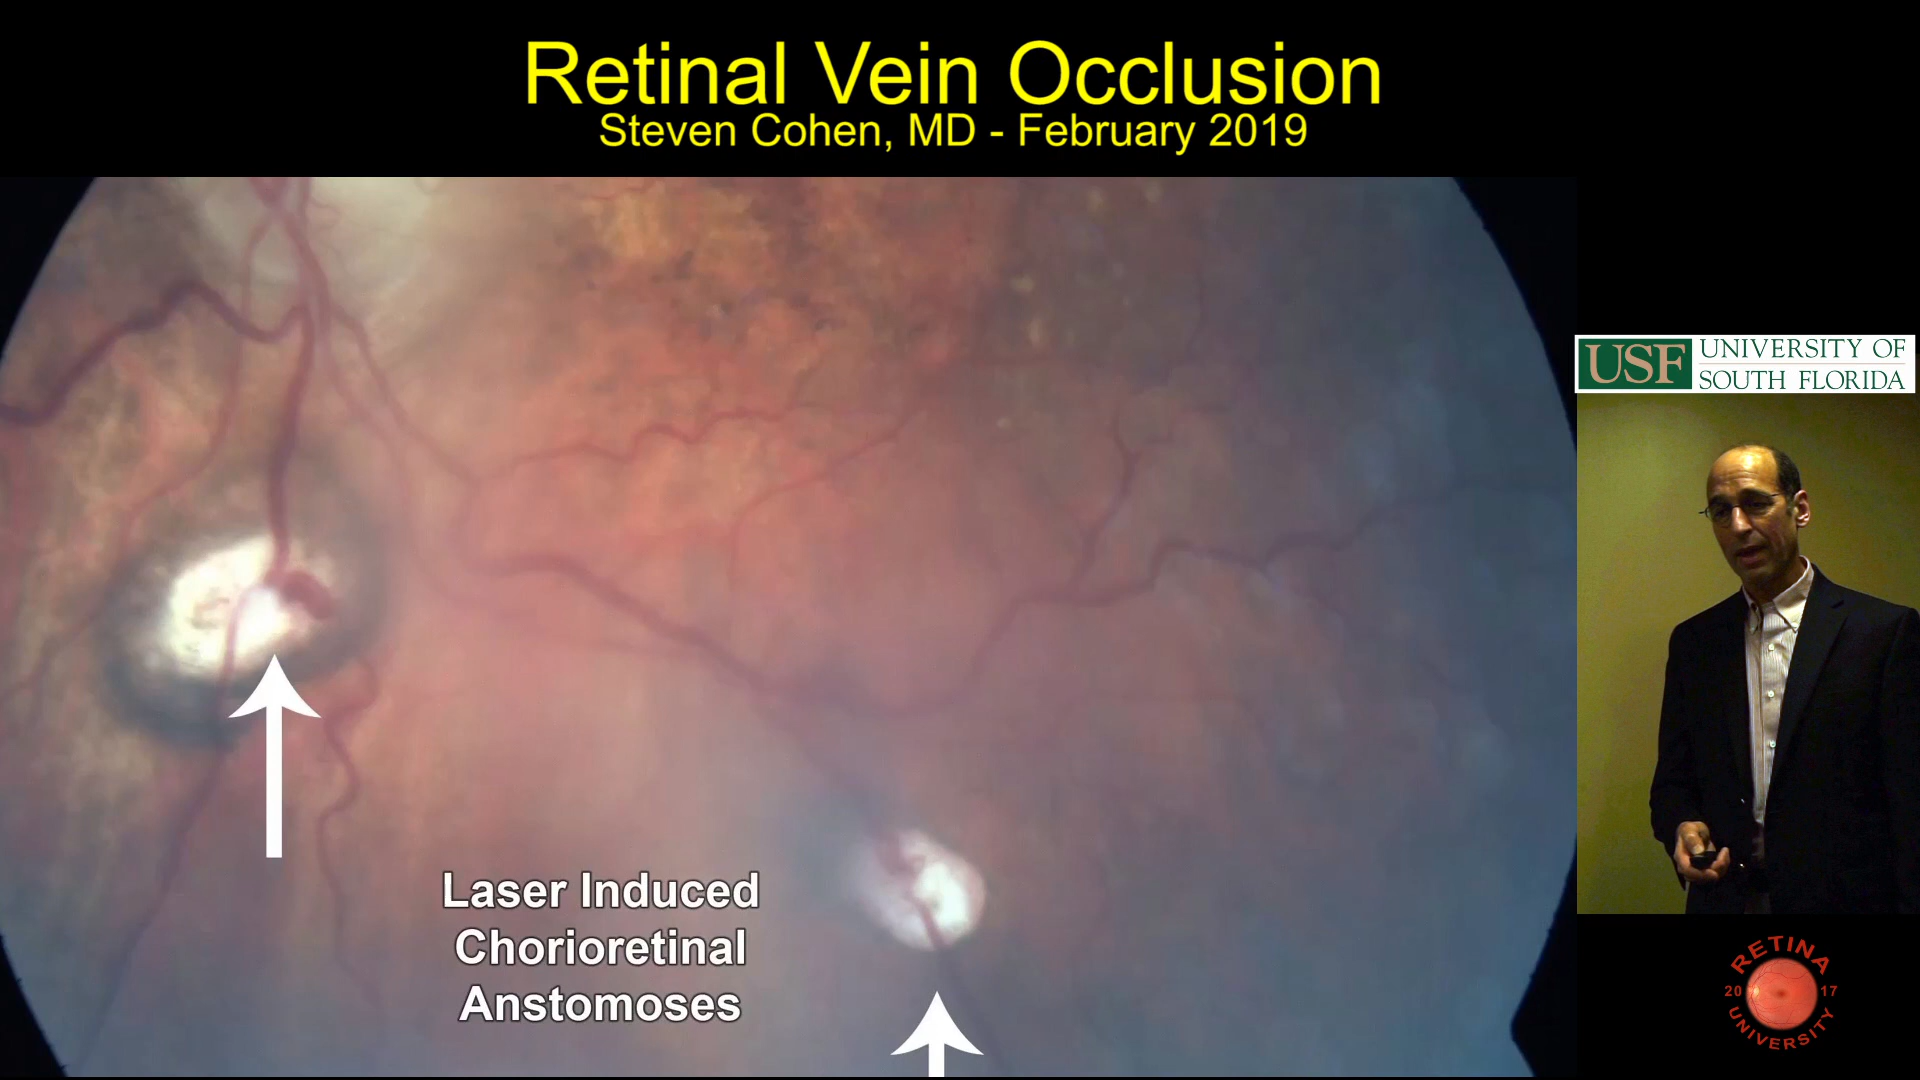 Retinal Vein Occlusion
Steven Cohen, MD - February 2019
USF UNIVERSITY OF
SOUTH FLORIDA
Laser Induced
Chorioretinal
Anstomoses
RETINA
20 17
UNIVERSITY